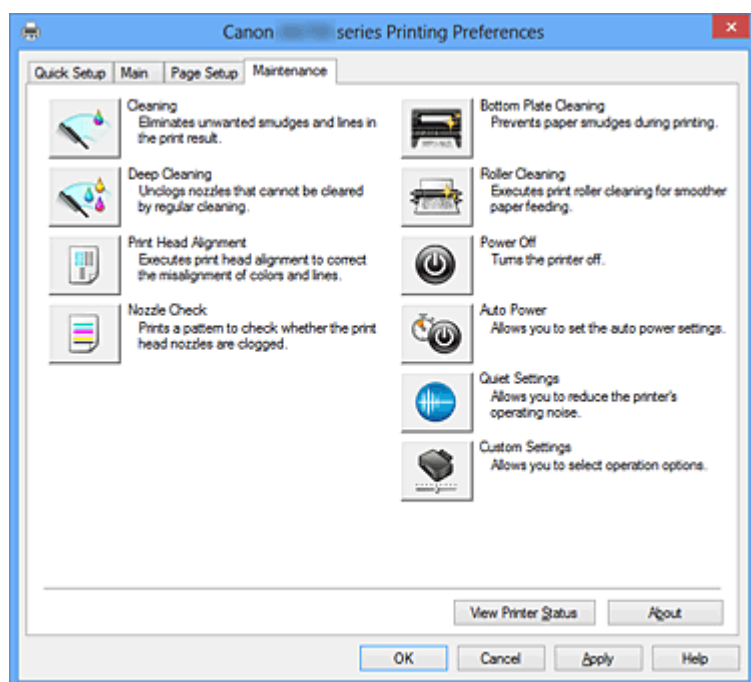 Canon series Printing Preferences
Quick Setup Main Page Setup Maintenance
Cleaning
Eliminates unwanted smudges and lines in
the print result.
Deep Cleaning
Unclogs nozzles that cannot be cleared
by regular cleaning.
Print Head Alignment
Executes print head alignment to correct
the misalignment of colors and lines.
Nozzle Check
Prints a pattern to check whether the print
head nozzles are clogged.
Bottom Plate Cleaning
Prevents paper smudges during printing.
Roller Cleaning
Executes print roller cleaning for smoother
paper feeding.
Power Off
Turns the printer off.
Auto Power
Allows you to set the auto power settings.
Quiet Settings
Allows you to reduce the printer's
operating noise.
Custom Settings
Allows you to select operation options.
View Printer Status About
OK Cancel Apply Help